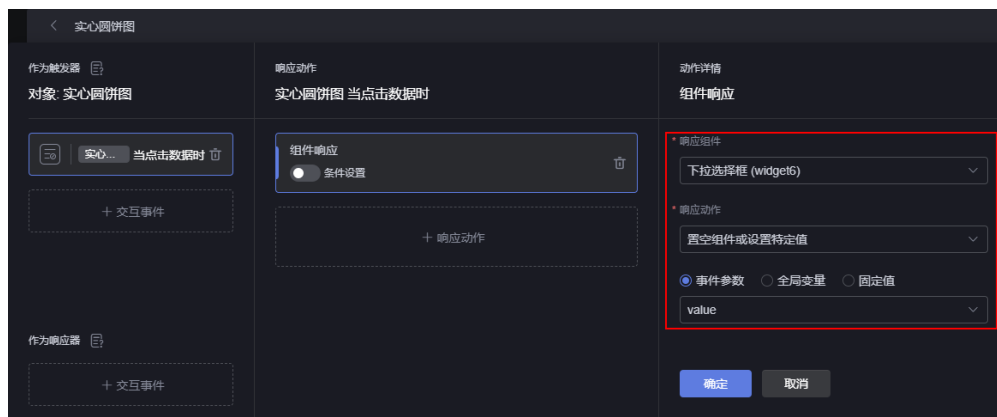 实心圆饼图
作为触发器
对象: 实心圆饼图
实心... 当点击数据时
+ 交互事件
作为响应器
+ 交互事件
响应动作
实心圆饼图 当点击数据时
组件响应
条件设置
+ 响应动作
动作详情
组件响应
* 响应组件
下拉选择框 (widget6)
* 响应动作
置空组件或设置特定值
事件参数 全局变量 固定值
value
确定 取消